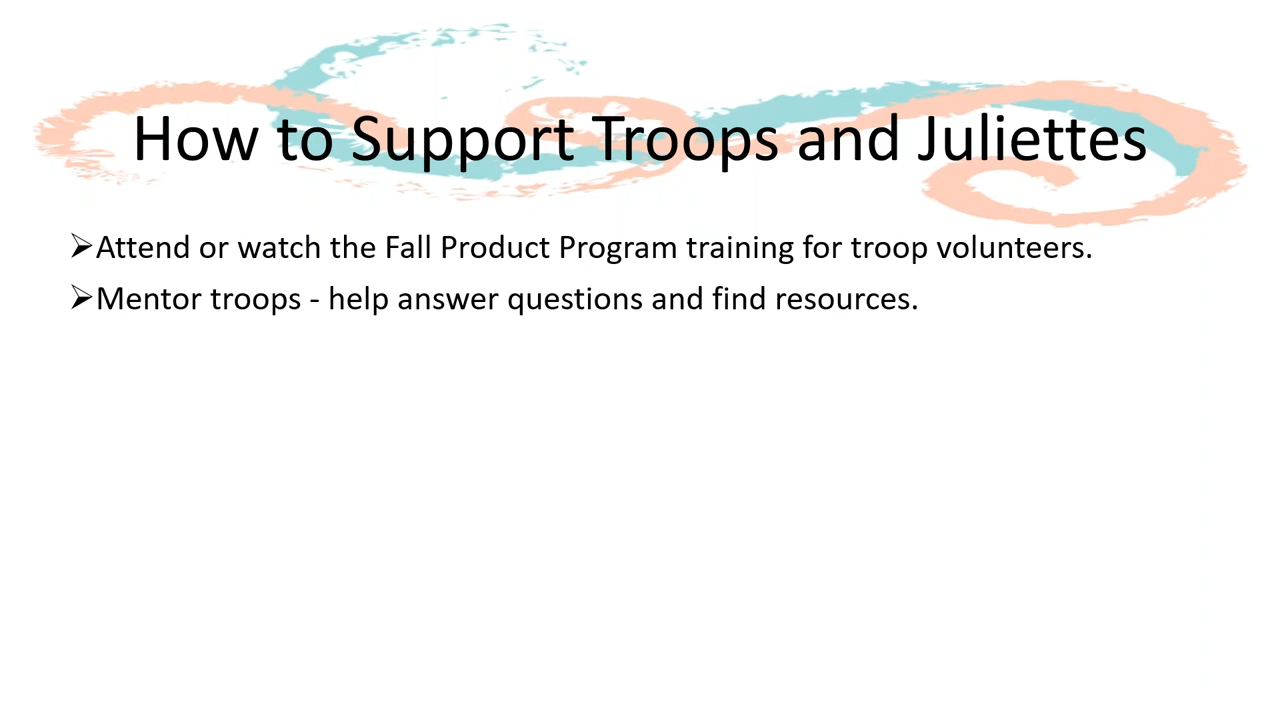 How to Support Troops and Juliettes
➢Attend or watch the Fall Product Program training for troop volunteers.
➢Mentor troops - help answer questions and find resources.